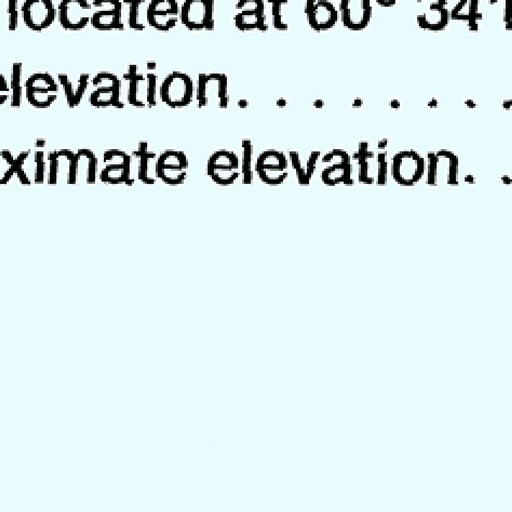 located at 60° 34'
elevation. . . . . . . .
ximate elevation. .